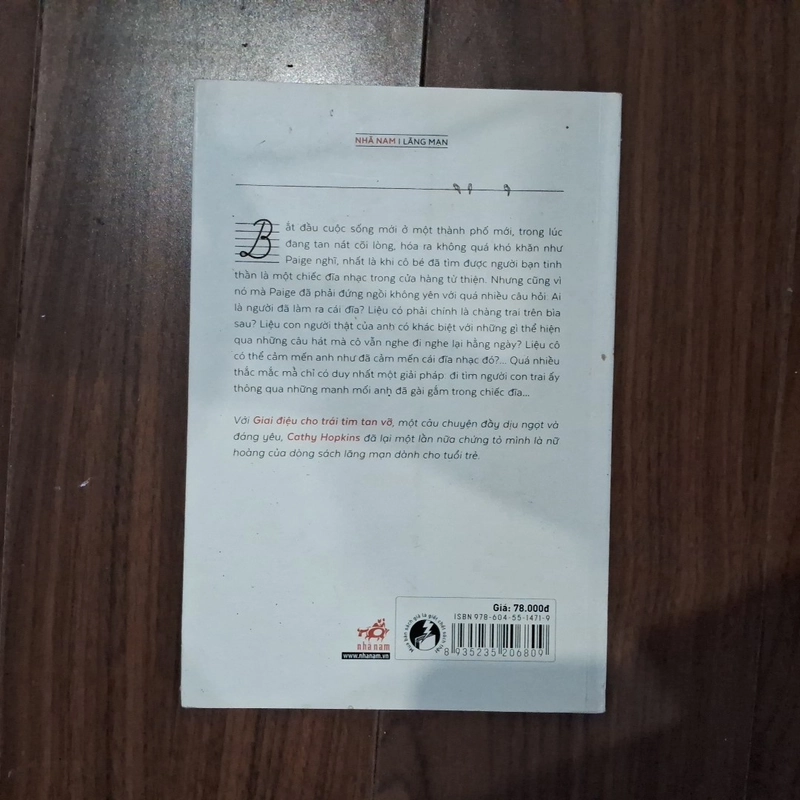 NHÃ NAM | LÃNG MẠN
Bắt đầu cuộc sống mới ở một thành phố mới, trong lúc
đang tan nát cõi lòng, hóa ra không quá khó khăn như
Paige nghĩ, nhất là khi cô bé đã tìm được người bạn tinh
thần là một chiếc đĩa nhạc trong cửa hàng từ thiện. Nhưng cũng vì
nó mà Paige đã phải đứng ngồi không yên với quá nhiều câu hỏi: Ai
là người đã làm ra cái đĩa? Liệu có phải chính là chàng trai trên bìa
sau? Liệu con người thật của anh có khác biệt với những gì thể hiện
qua những câu hát mà cô vẫn nghe đi nghe lại hằng ngày? Liệu cô
có thể cảm mến anh như đã cảm mến cái đĩa nhạc đó?... Quá nhiều
thắc mắc mà chỉ có duy nhất một giải pháp đi tìm người con trai ấy
thông qua những manh mối anh đã gài gắm trong chiếc đĩa...
Với Giai điệu cho trái tim tan vỡ, một câu chuyện đầy dịu ngọt và
đáng yêu, Cathy Hopkins đã lại một lần nữa chứng tỏ mình là nữ
hoàng của dòng sách lãng mạn dành cho tuổi trẻ.
Giá: 78.000đ
ISBN 978-604-55-1471-9
8 935235 206809
nhã nam
www.nhanam.vn